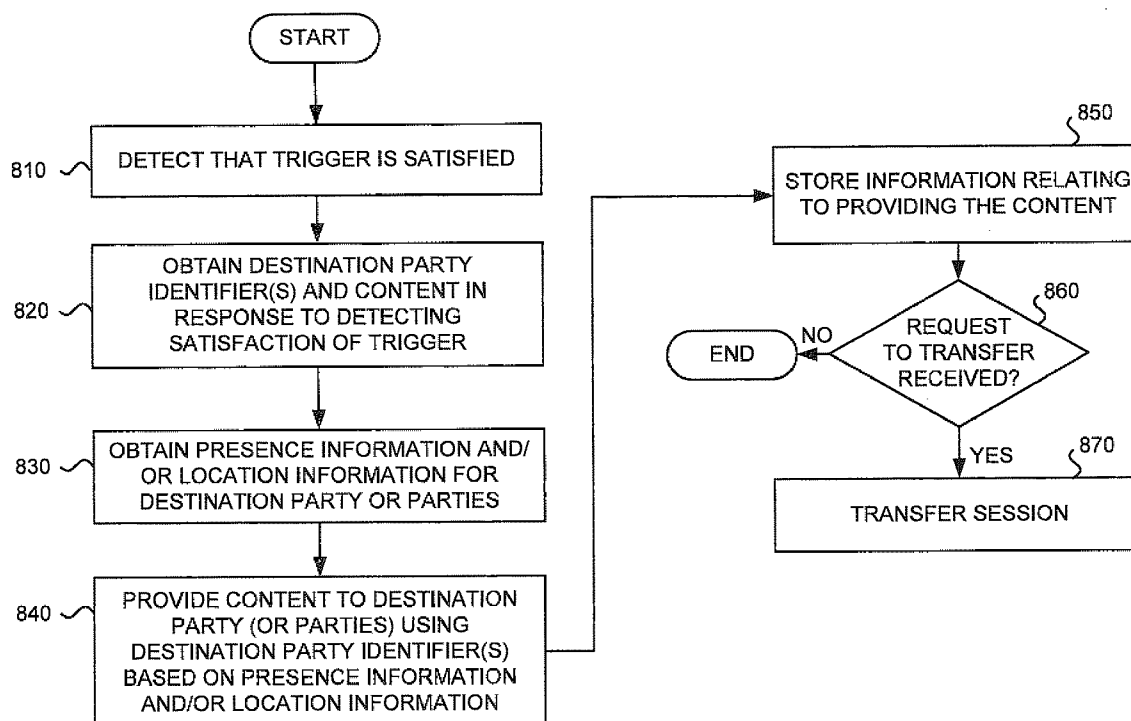 START
810
DETECT THAT TRIGGER IS SATISFIED
820
OBTAIN DESTINATION PARTY
IDENTIFIER(S) AND CONTENT IN
RESPONSE TO DETECTING
SATISFACTION OF TRIGGER
830
OBTAIN PRESENCE INFORMATION AND/
OR LOCATION INFORMATION FOR
DESTINATION PARTY OR PARTIES
840
PROVIDE CONTENT TO DESTINATION
PARTY (OR PARTIES) USING
DESTINATION PARTY IDENTIFIER(S)
BASED ON PRESENCE INFORMATION
AND/OR LOCATION INFORMATION
850
STORE INFORMATION RELATING
TO PROVIDING THE CONTENT
860
REQUEST
TO TRANSFER
RECEIVED?
NO
END
YES
870
TRANSFER SESSION